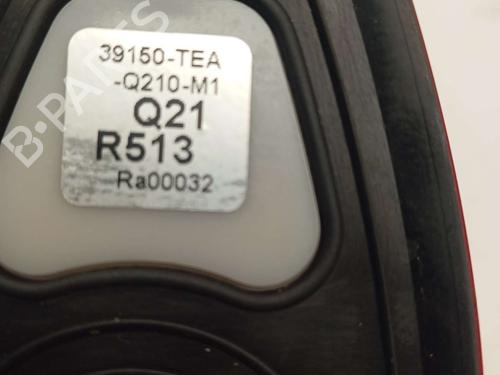 B-PARTS
39150-TEA
-Q210-M1
Q21
R513
Ra00032